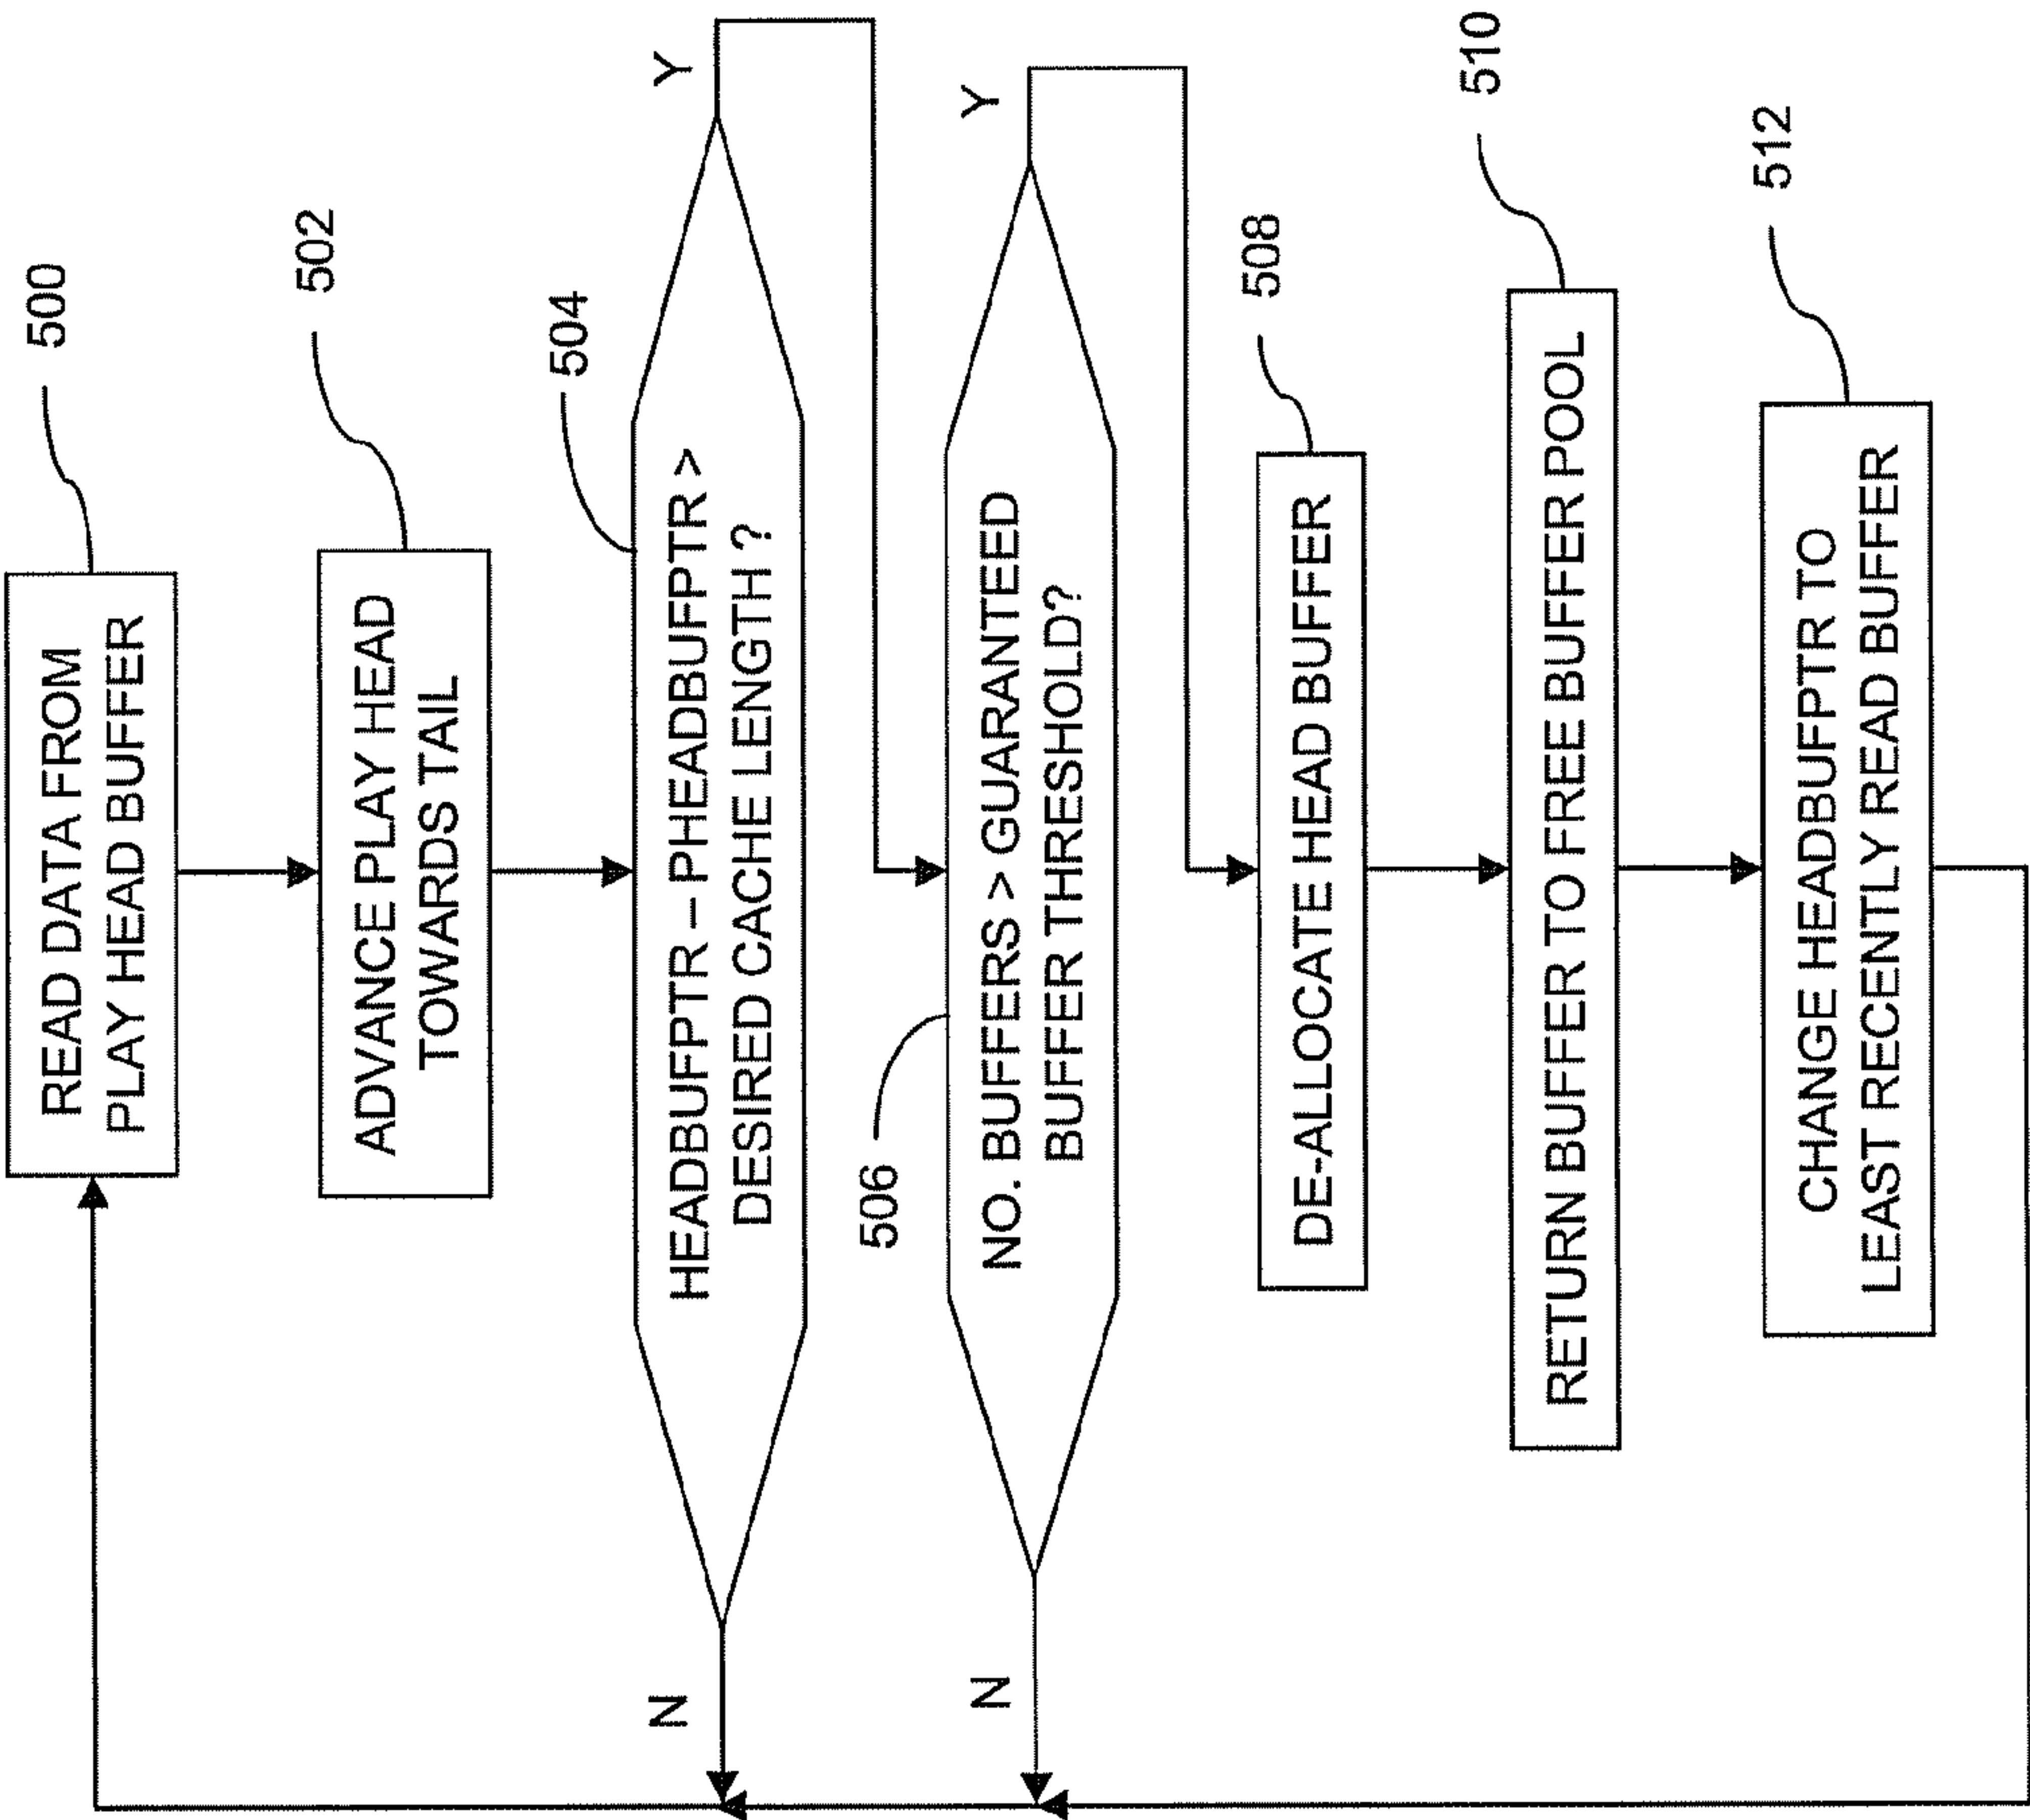 500
READ DATA FROM
PLAY HEAD BUFFER
502
ADVANCE PLAY HEAD
TOWARDS TAIL
504
HEADBUFPTR – PHEADBUFPTR >
DESIRED CACHE LENGTH ?
Y
N
506
NO. BUFFERS > GUARANTEED
BUFFER THRESHOLD?
Y
N
508
DE-ALLOCATE HEAD BUFFER
510
RETURN BUFFER TO FREE BUFFER POOL
512
CHANGE HEADBUFPTR TO
LEAST RECENTLY READ BUFFER